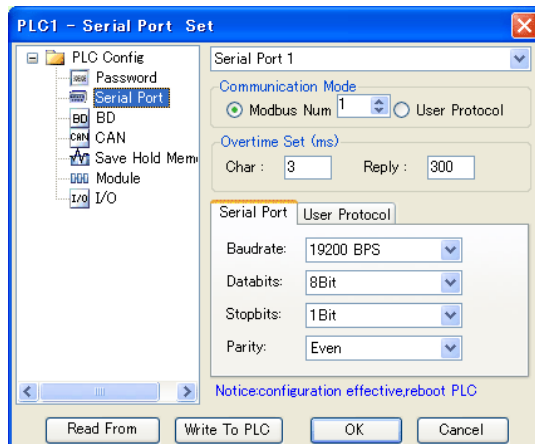 PLC1 - Serial Port Set
PLC Config
Password
Serial Port
BD BD
CAN CAN
Save Hold Mem
Module
I/O I/O
Serial Port 1
Communication Mode
Modbus Num 1 User Protocol
Overtime Set (ms)
Char : 3 Reply : 300
Serial Port User Protocol
Baudrate: 19200 BPS
Databits: 8Bit
Stopbits: 1Bit
Parity: Even
Notice:configuration effective,reboot PLC
Read From Write To PLC OK Cancel